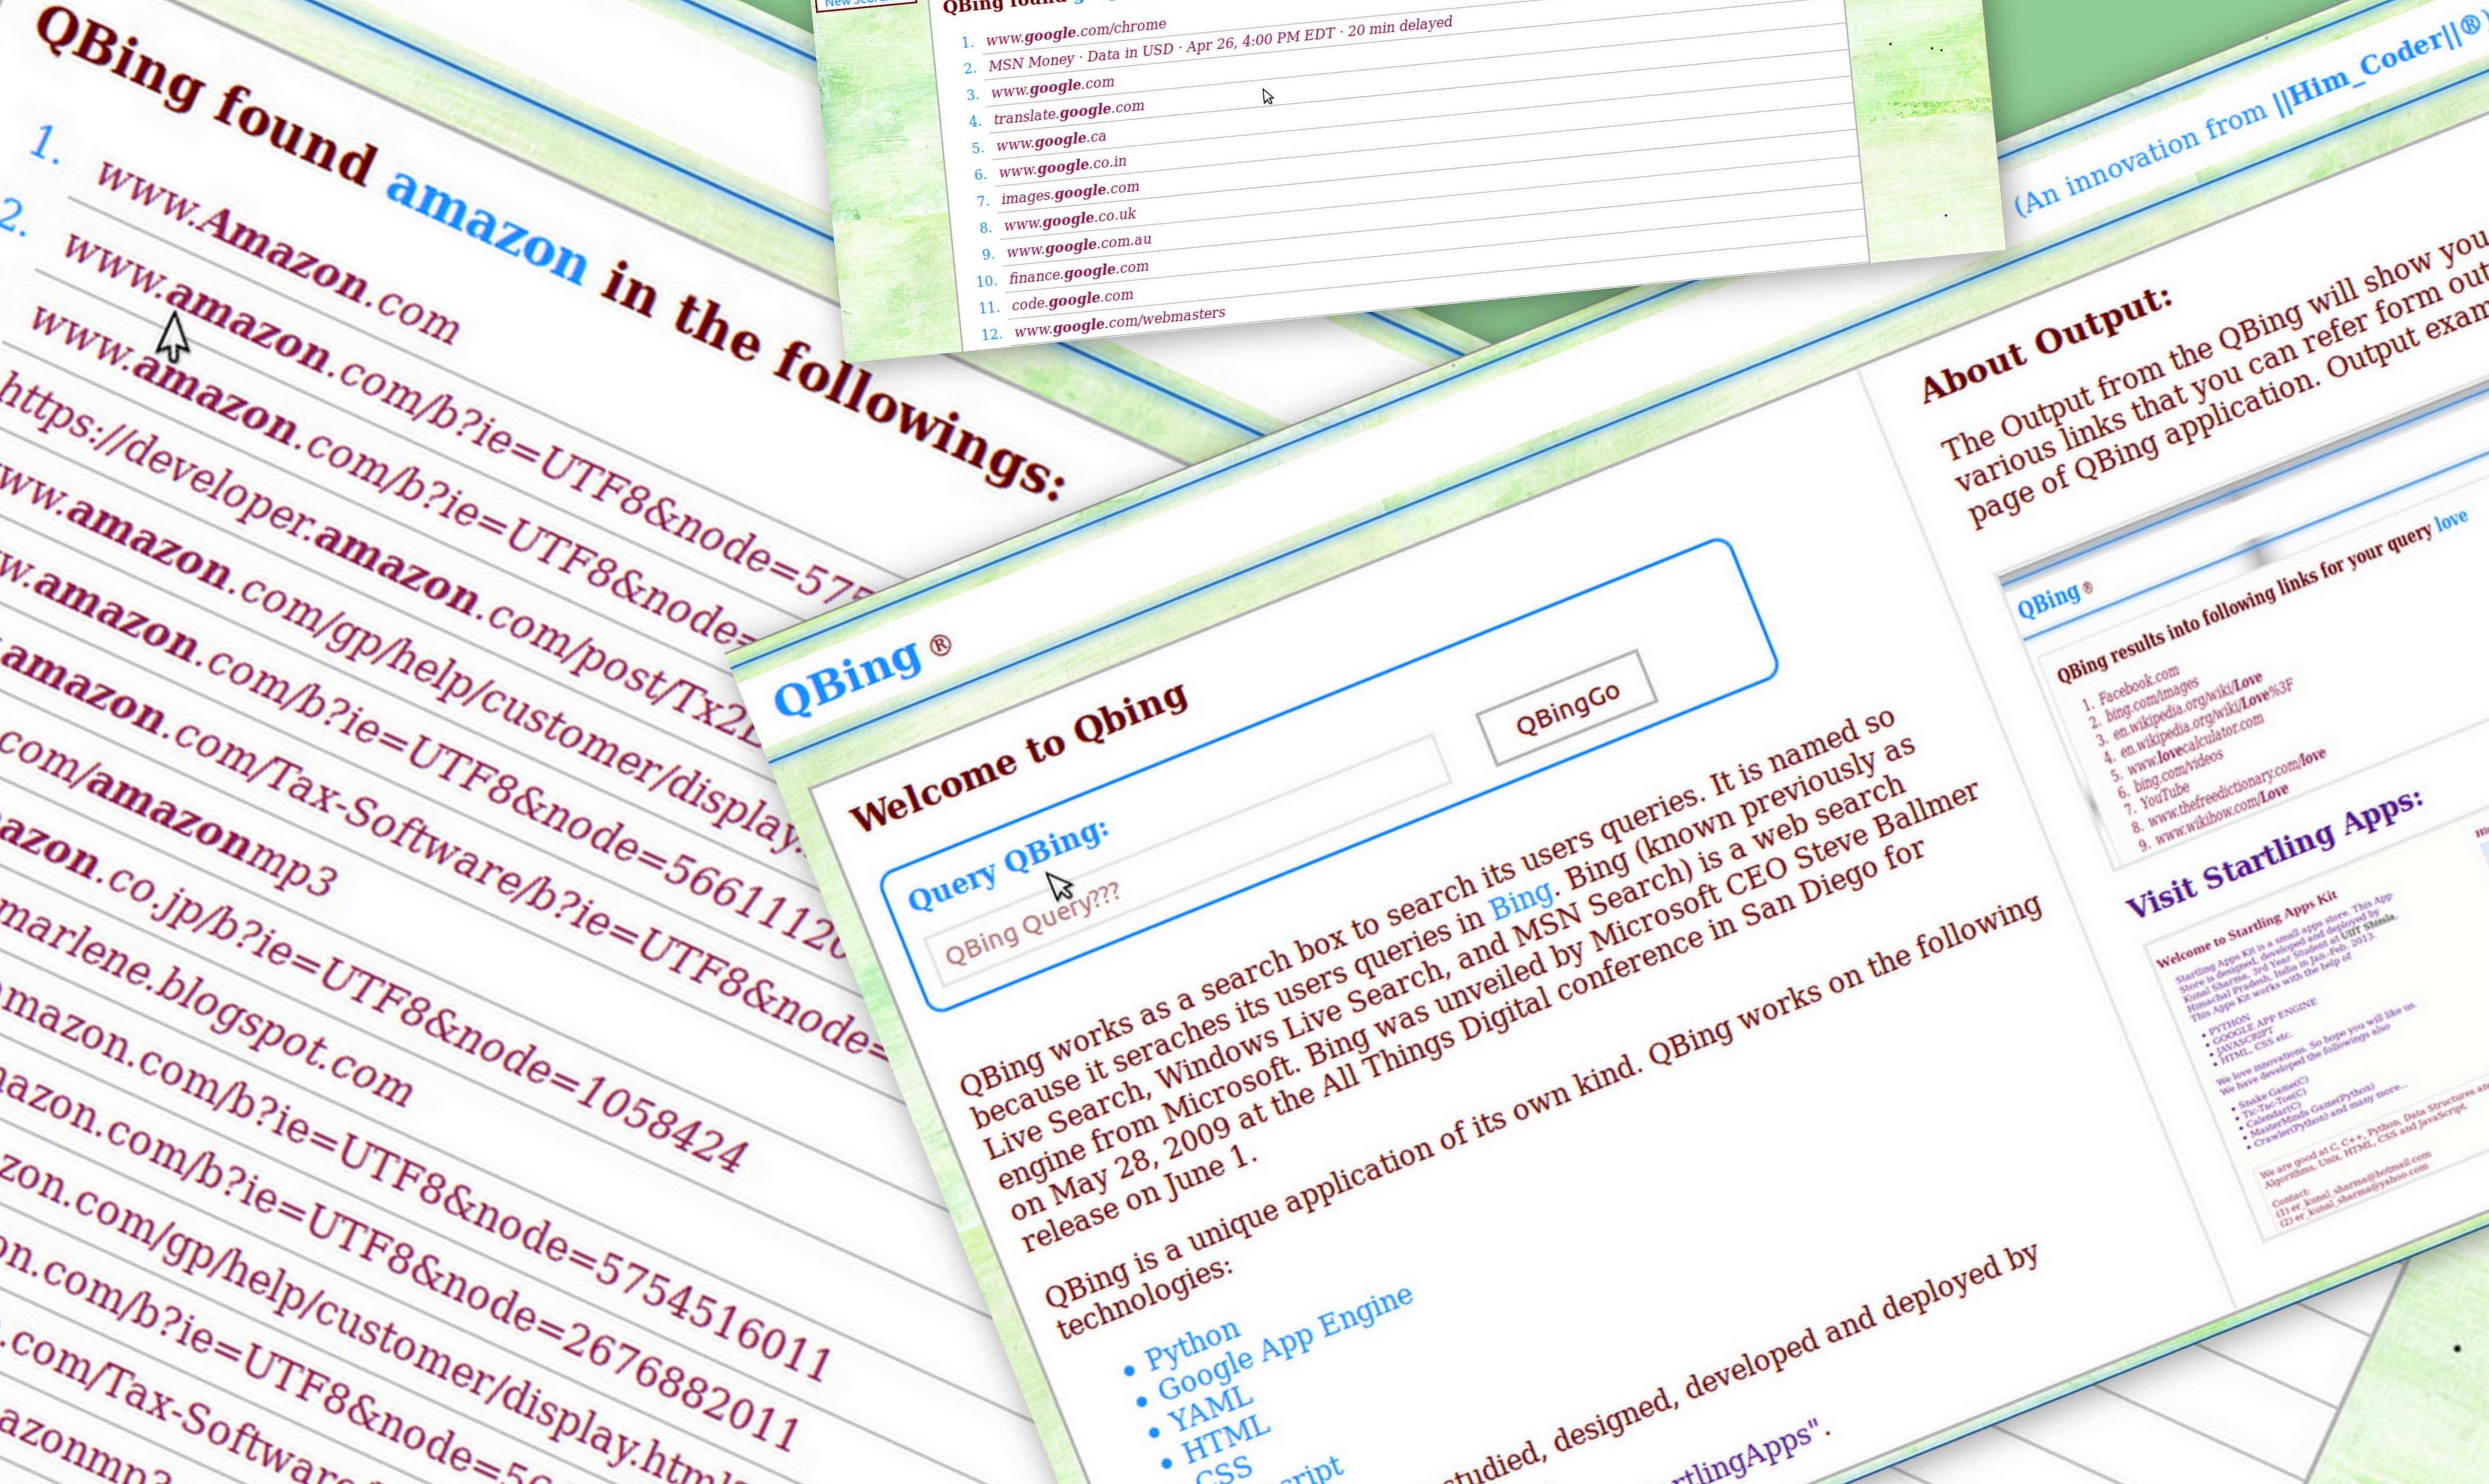 QBing found amazon in the followings:
1. www.Amazon.com
2. www.amazon.com/b?ie=UTF8&node=575
www.amazon.com/b?ie=UTF8&node=
https://developer.amazon.com/post/Tx2
ww.amazon.com/gp/help/customer/display.
w.amazon.com/b?ie=UTF8&node=56611120
.amazon.com/Tax-Software/b?ie=UTF8&node=
com/amazonmp3
azon.co.jp/b?ie=UTF8&node=1058424
marlene.blogspot.com
mazon.com/b?ie=UTF8&node=5754516011
azon.com/b?ie=UTF8&node=2676882011
zon.com/gp/help/customer/display.html
on.com/b?ie=UTF8&node=56
.com/Tax-Software
azonmp3
QBing found
1. www.google.com/chrome
2. MSN Money · Data in USD · Apr 26, 4:00 PM EDT · 20 min delayed
3. www.google.com
4. translate.google.com
5. www.google.ca
6. www.google.co.in
7. images.google.com
8. www.google.co.uk
9. www.google.com.au
10. finance.google.com
11. code.google.com
12. www.google.com/webmasters
QBing ®
(An innovation from ||Him_Coder||®)
Welcome to Qbing
Query QBing:
QBing Query???
QBingGo
QBing works as a search box to search its users queries. It is named so
because it seraches its users queries in Bing. Bing (known previously as
Live Search, Windows Live Search, and MSN Search) is a web search
engine from Microsoft. Bing was unveiled by Microsoft CEO Steve Ballmer
on May 28, 2009 at the All Things Digital conference in San Diego for
release on June 1.
QBing is a unique application of its own kind. QBing works on the following
technologies:
• Python
• Google App Engine
• YAML
• HTML
CSS
cript
tudied, designed, developed and deployed by
rtlingApps".
About Output:
The Output from the QBing will show you
various links that you can refer form out
page of QBing application. Output exam
QBing ®
QBing results into following links for your query love
1. Facebook.com
2. bing.com/images
3. en.wikipedia.org/wiki/Love
4. en.wikipedia.org/wiki/Love%3F
5. www.lovecalculator.com
6. bing.com/videos
7. YouTube
8. www.thefreedictionary.com/love
9. www.wikihow.com/Love
Visit Startling Apps:
Welcome to Startling Apps Kit
Startling Apps Kit is a small apps store. This App
Store is designed, developed and deployed by
Kunal Sharma, 3rd Year Student at UIIT Shimla,
Himachal Pradesh, India in Jan-Feb, 2013.
This Apps Kit works with the help of
• PYTHON
• GOOGLE APP ENGINE
• JAVASCRIPT
• HTML, CSS etc.
We love innovations. So hope you will like us.
We have developed the followings also
• Snake Game(C)
• Tic-Tac-Toe(C)
• Calendar(C)
• MasterMinds Game(Python)
• Crawler(Python) and many more...
We are good at C, C++, Python, Data Structures and
Algorithms, Unix, HTML, CSS and JavaScript.
Contact:
(1) er_kunal_sharma@hotmail.com
(2) er_kunal_sharma@yahoo.com